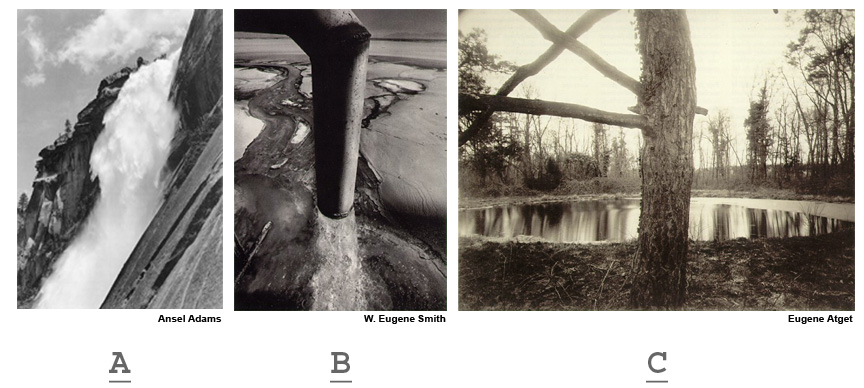 Ansel Adams
W. Eugene Smith
Eugene Atget
A
B
C